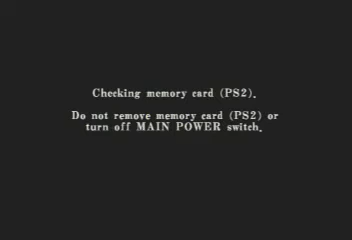 Checking memory card (PS2).
Do not remove memory card (PS2) or
turn off MAIN POWER switch.